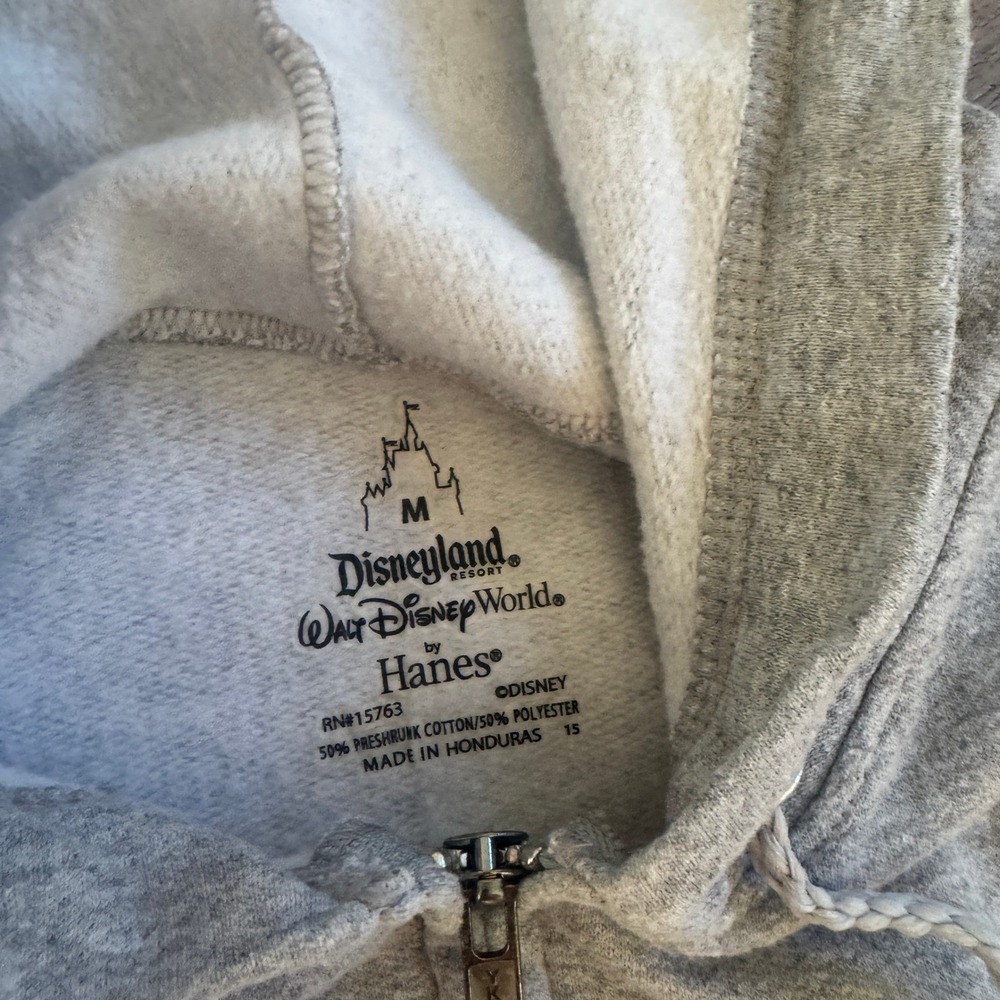 M
Disneyland®
RESORT
WALT DISNEY World®
by
Hanes®
©DISNEY
RN#15763
50% PRESHRUNK COTTON/50% POLYESTER
MADE IN HONDURAS 15
YK